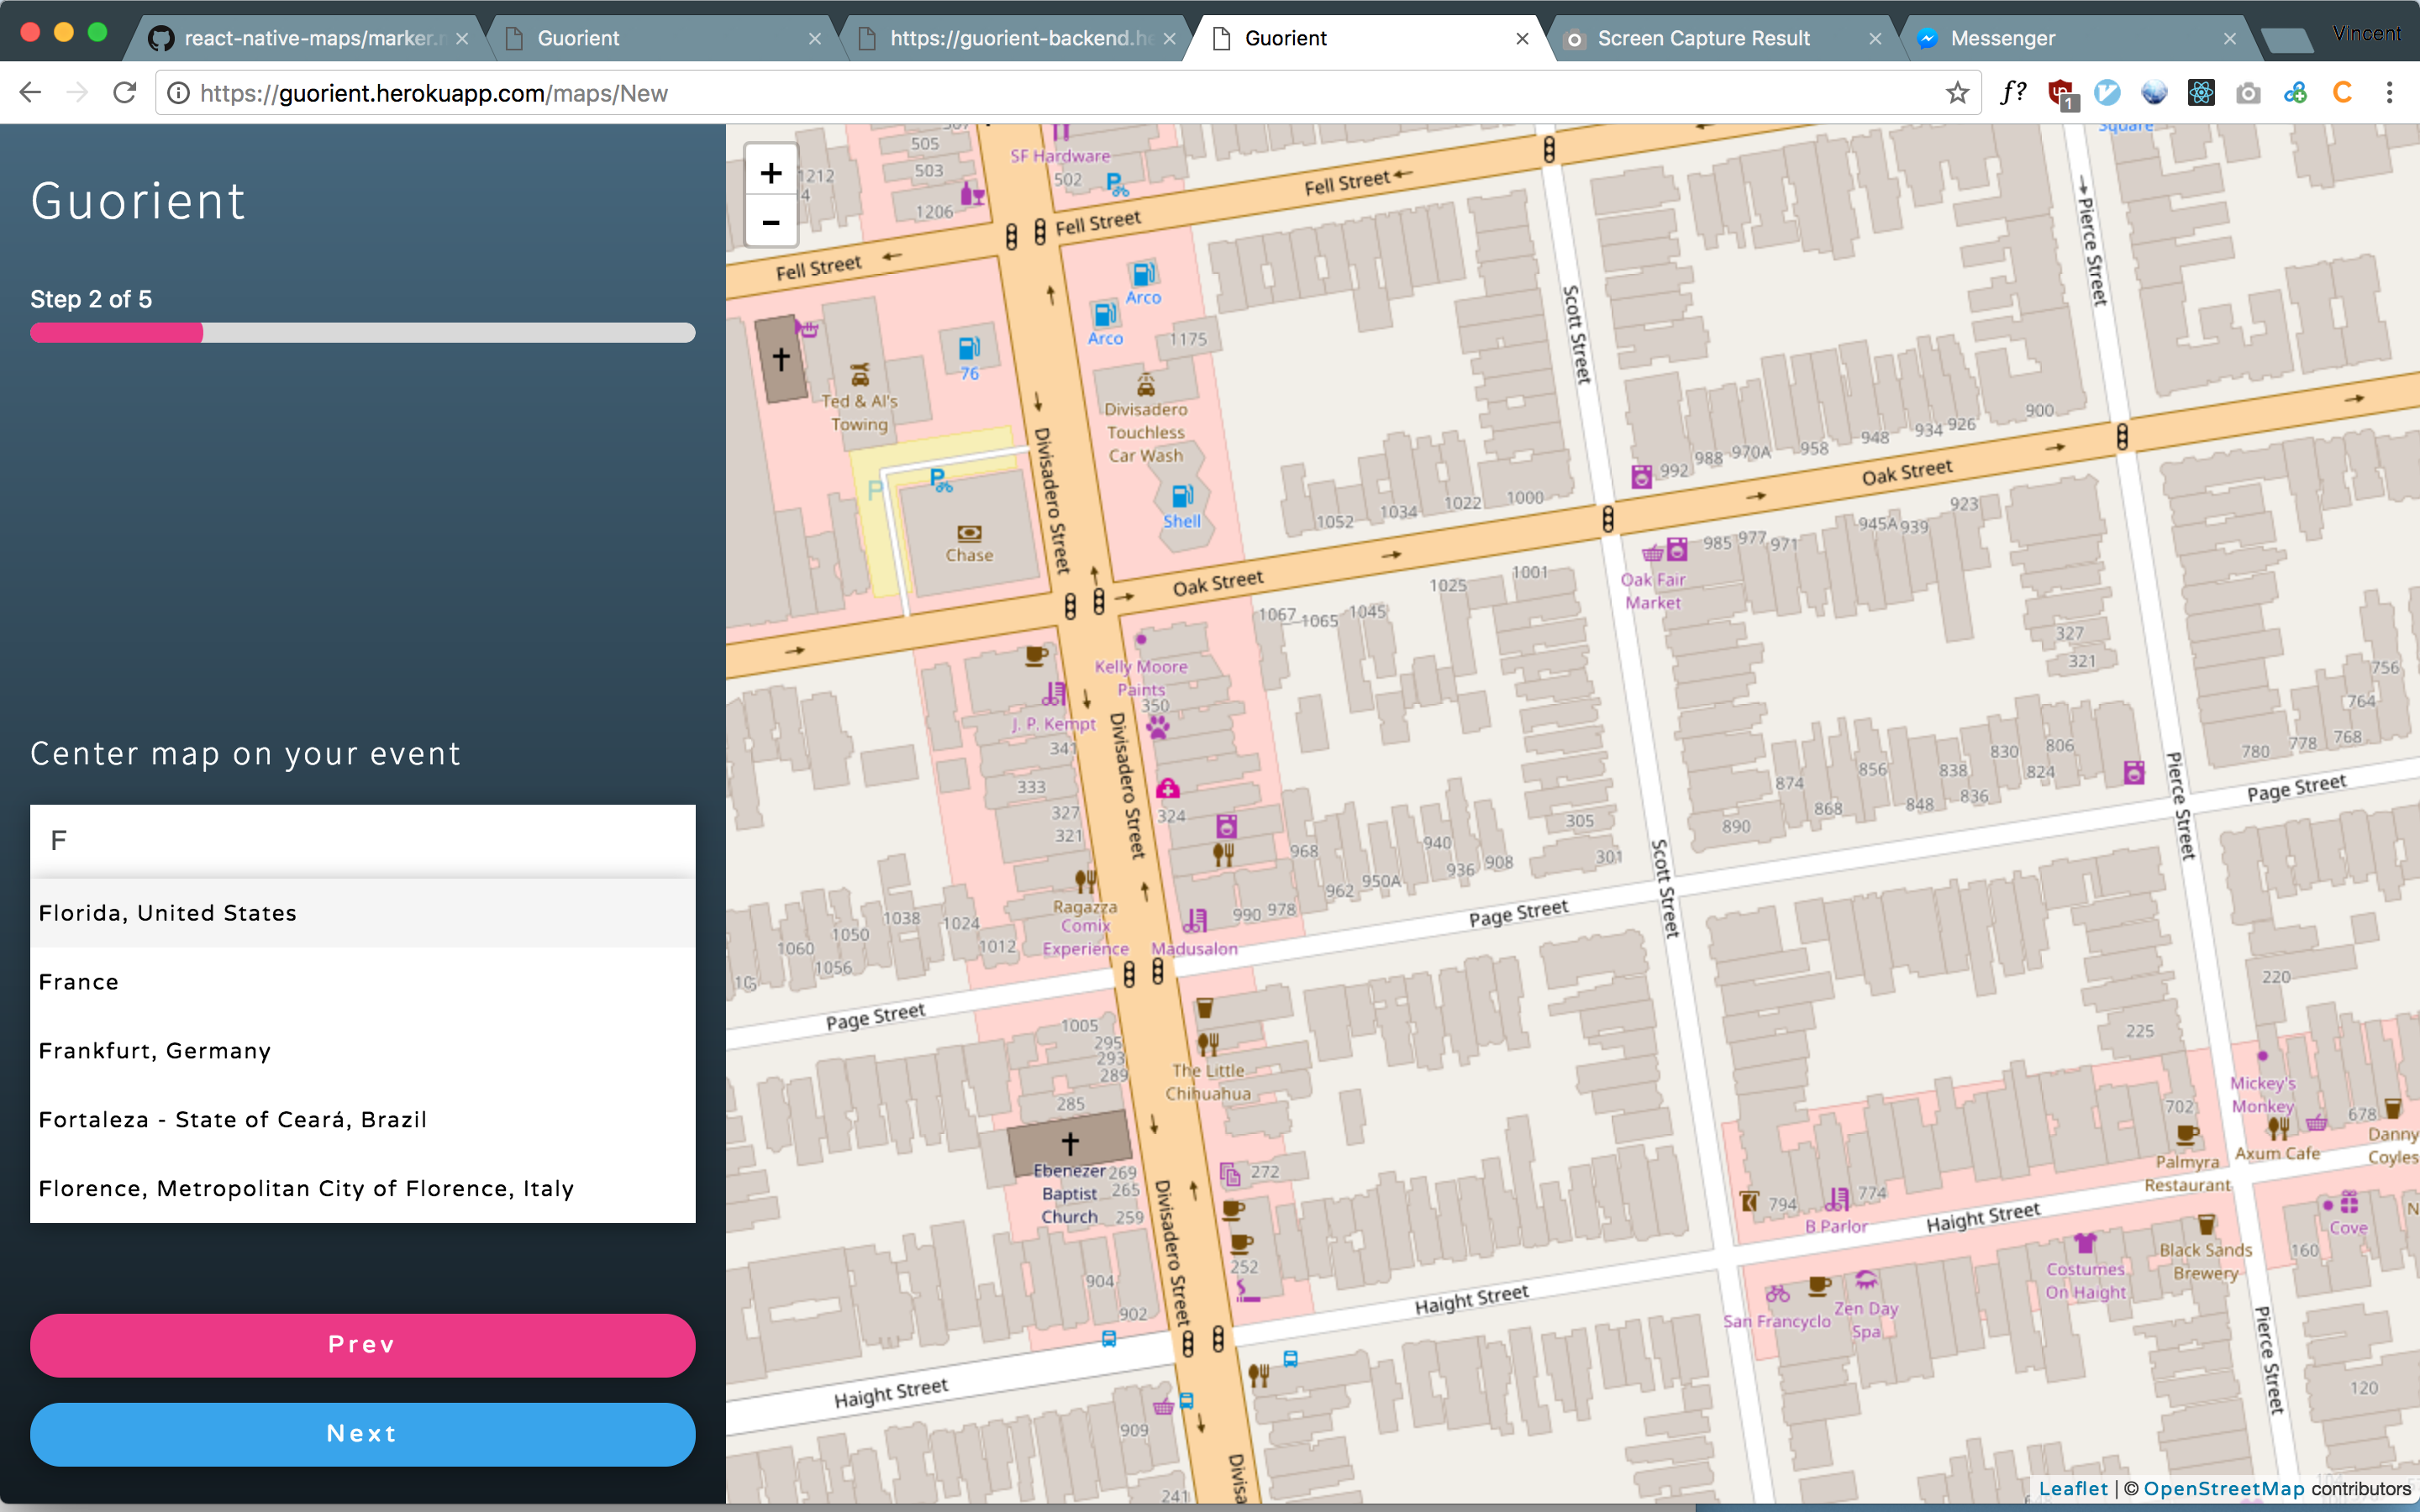 react-native-maps/marker.
Guorient
https://guorient-backend.he
Guorient
Screen Capture Result
Messenger
Vincent
https://guorient.herokuapp.com/maps/New
f?
1
Guorient
Step 2 of 5
Center map on your event
F
Florida, United States
France
Frankfurt, Germany
Fortaleza - State of Ceará, Brazil
Florence, Metropolitan City of Florence, Italy
Prev
Next
+
-
Square
505
SF Hardware
503
502
1212
4
1206
Fell Street
Fell Street
Fell Street
Pierce Street
Scott Street
Arco
Arco
1175
76
Ted & Al's
Towing
Divisadero
Touchless
Car Wash
P
P
Chase
Shell
Divisadero Street
900
926
934
948
958
970A
988
992
Oak Street
1000
1022
1034
1052
923
939
945A
971
977
985
Oak Fair
Market
Oak Street
1001
1025
1045
1065
1067
327
321
756
764
768
778
780
Kelly Moore
Paints
350
J. P. Kempt
341
333
327
321
324
Divisadero Street
Pierce Street
Page Street
806
830
824
838
836
856
848
874
868
890
305
301
Scott Street
908
940
936
950A
962
968
978
990
Ragazza
Comix
Experience
Madusalon
1012
1024
1038
1050
1056
1060
Page Street
Page Street
220
225
1005
295
293
289
285
The Little
Chihuahua
Ebenezer
Baptist
Church
269
265
259
272
252
Divisadero Street
904
902
Mickey's
Monkey
702
678
Danny
Coyles
Axum Cafe
Palmyra
Restaurant
794
774
B Parlor
Haight Street
Cove
160
Black Sands
Brewery
Costumes
On Haight
Zen Day
Spa
San Francyclo
Haight Street
Haight Street
Pierce Street
120
909
241
Divisa
Leaflet | © OpenStreetMap contributors